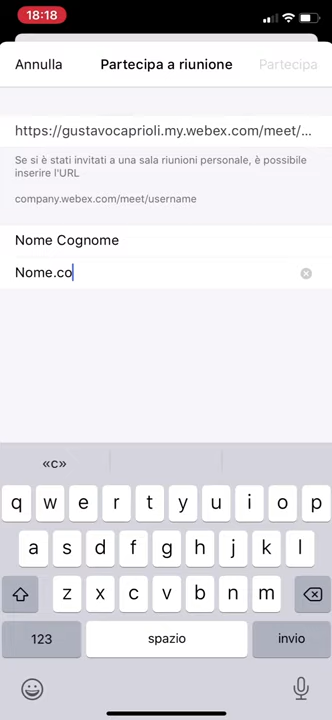 18:18
Annulla Partecipa a riunione Partecipa
https://gustavocaprioli.my.webex.com/meet/...
Se si è stati invitati a una sala riunioni personale, è possibile
inserire l'URL
company.webex.com/meet/username
Nome Cognome
Nome.co
«c»
q w e r t y u i o p
a s d f g h j k l
z x c v b n m
123 spazio invio